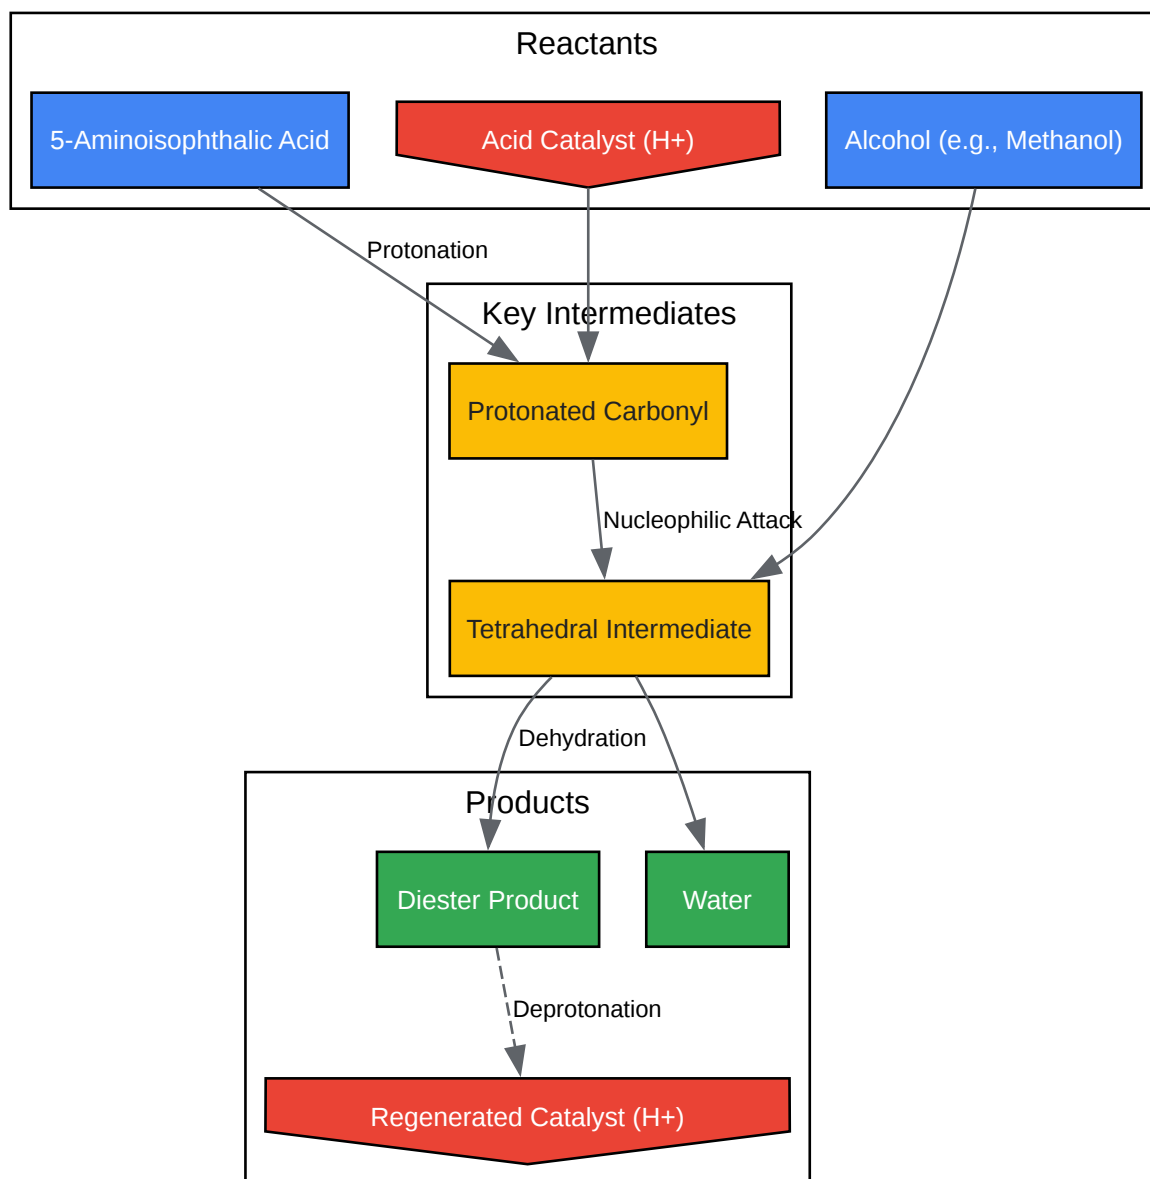 Reactants
5-Aminoisophthalic Acid
Acid Catalyst (H+)
Alcohol (e.g., Methanol)
Protonation
Key Intermediates
Protonated Carbonyl
Nucleophilic Attack
Tetrahedral Intermediate
Dehydration
Products
Diester Product
Water
Deprotonation
Regenerated Catalyst (H+)